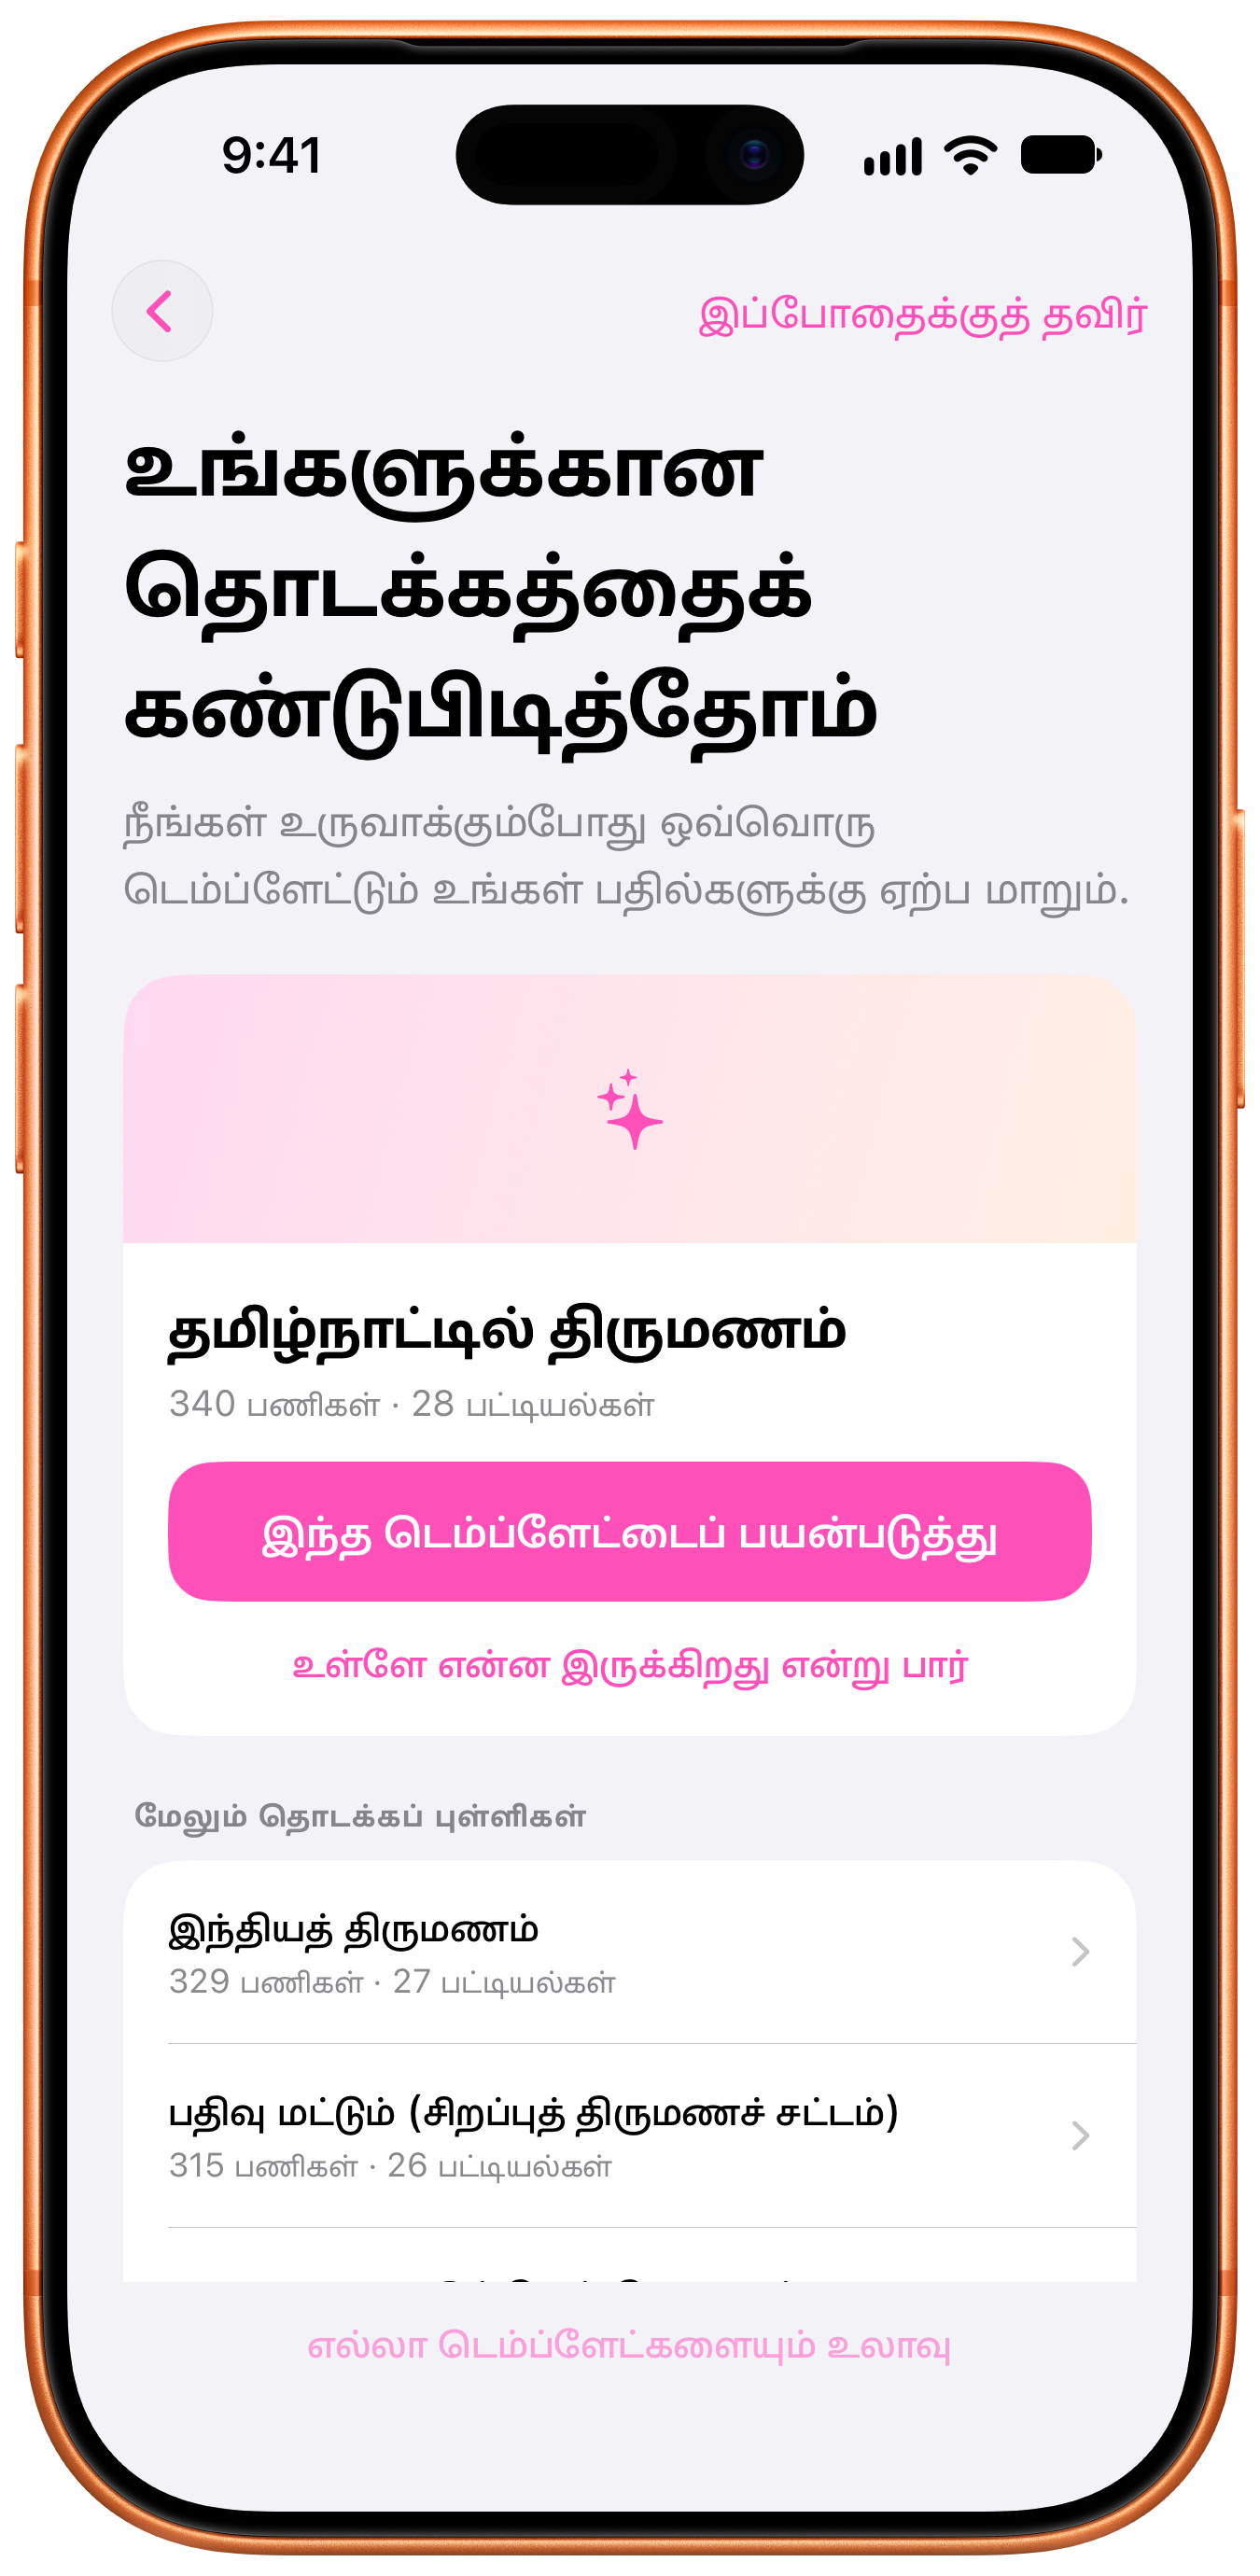 9:41
இப்போதைக்குத் தவிர்
உங்களுக்கான
தொடக்கத்தைக்
கண்டுபிடித்தோம்
நீங்கள் உருவாக்கும்போது ஒவ்வொரு
டெம்ப்ளேட்டும் உங்கள் பதில்களுக்கு ஏற்ப மாறும்.
தமிழ்நாட்டில் திருமணம்
340 பணிகள் · 28 பட்டியல்கள்
இந்த டெம்ப்ளேட்டைப் பயன்படுத்து
உள்ளே என்ன இருக்கிறது என்று பார்
மேலும் தொடக்கப் புள்ளிகள்
இந்தியத் திருமணம்
329 பணிகள் · 27 பட்டியல்கள்
பதிவு மட்டும் (சிறப்புத் திருமணச் சட்டம்)
315 பணிகள் · 26 பட்டியல்கள்
எல்லா டெம்ப்ளேட்களையும் உலாவு